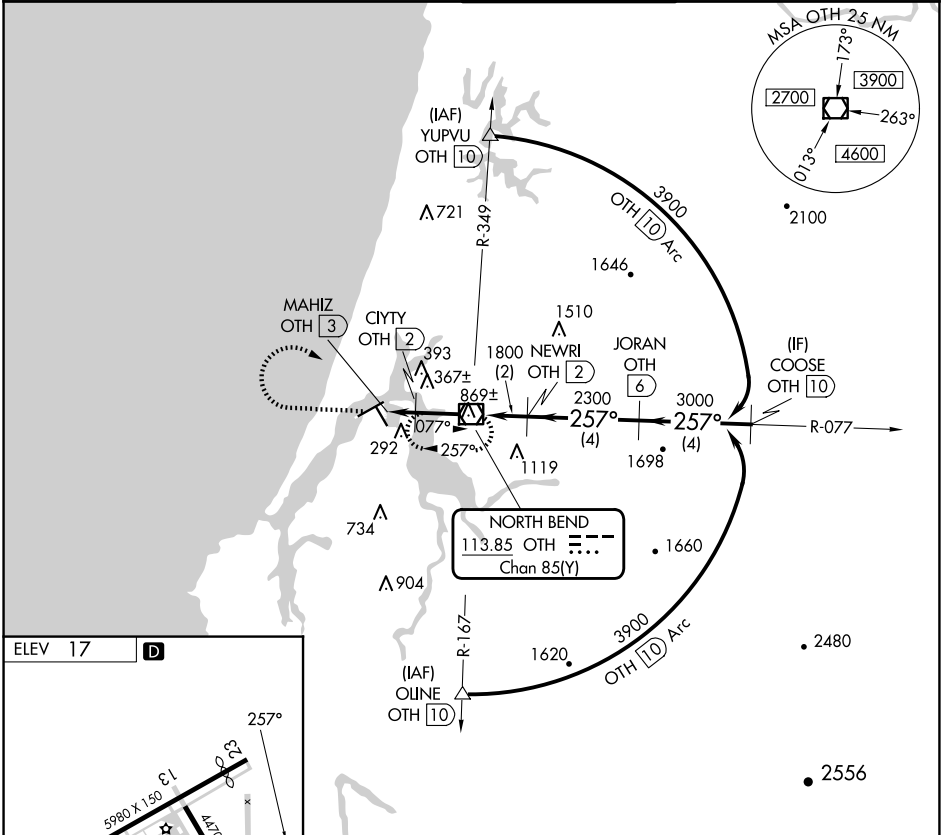 MSA OTH 25 NM
173°
3900
2700
263°
013°
4600
2100
(IAF)
YUPVU
OTH 10 D
3900
OTH 10 D Arc
721
R-349
1646
1510
MAHIZ
OTH 3 D
CIYTY
OTH 2 D
393
367±
869±
1800
(2)
NEWRI
OTH 2 D
JORAN
OTH
6 D
(IF)
COOSE
OTH 10 D
2300
257°
(4)
3000
257°
(4)
R-077
077°
257°
292
1119
1698
734
NORTH BEND
113.85 OTH
Chan 85(Y)
1660
904
R-167
3900
OTH 10 D Arc
1620
2480
(IAF)
OLINE
OTH 10 D
2556
ELEV 17 D
257°
23
13
5980 X 150